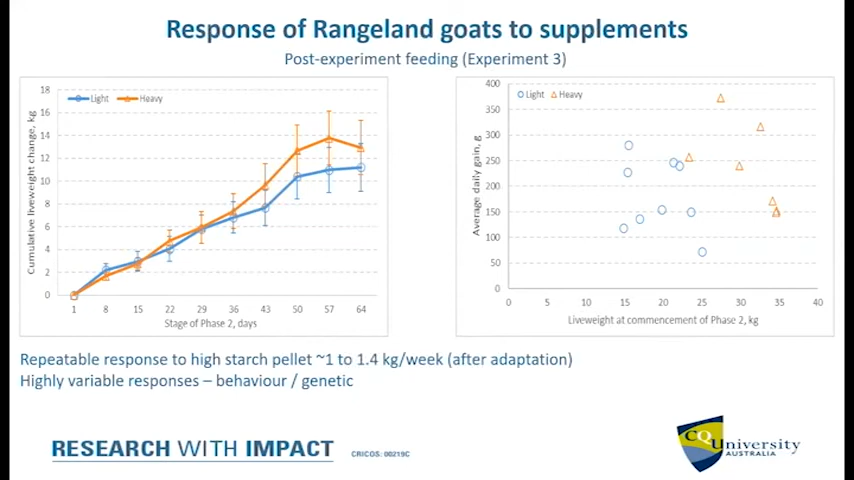 Response of Rangeland goats to supplements
Post-experiment feeding (Experiment 3)
Light Heavy
Cumulative liveweight change, kg
18
16
14
12
10
8
6
4
2
0
1 8 15 22 29 36 43 50 57 64
Stage of Phase 2, days
Light Heavy
Average daily gain, g
400
350
300
250
200
150
100
50
0
0 5 10 15 20 25 30 35 40
Liveweight at commencement of Phase 2, kg
Repeatable response to high starch pellet ~1 to 1.4 kg/week (after adaptation)
Highly variable responses – behaviour / genetic
RESEARCH WITH IMPACT
CRICOS: 00219C
CQUniversity
AUSTRALIA